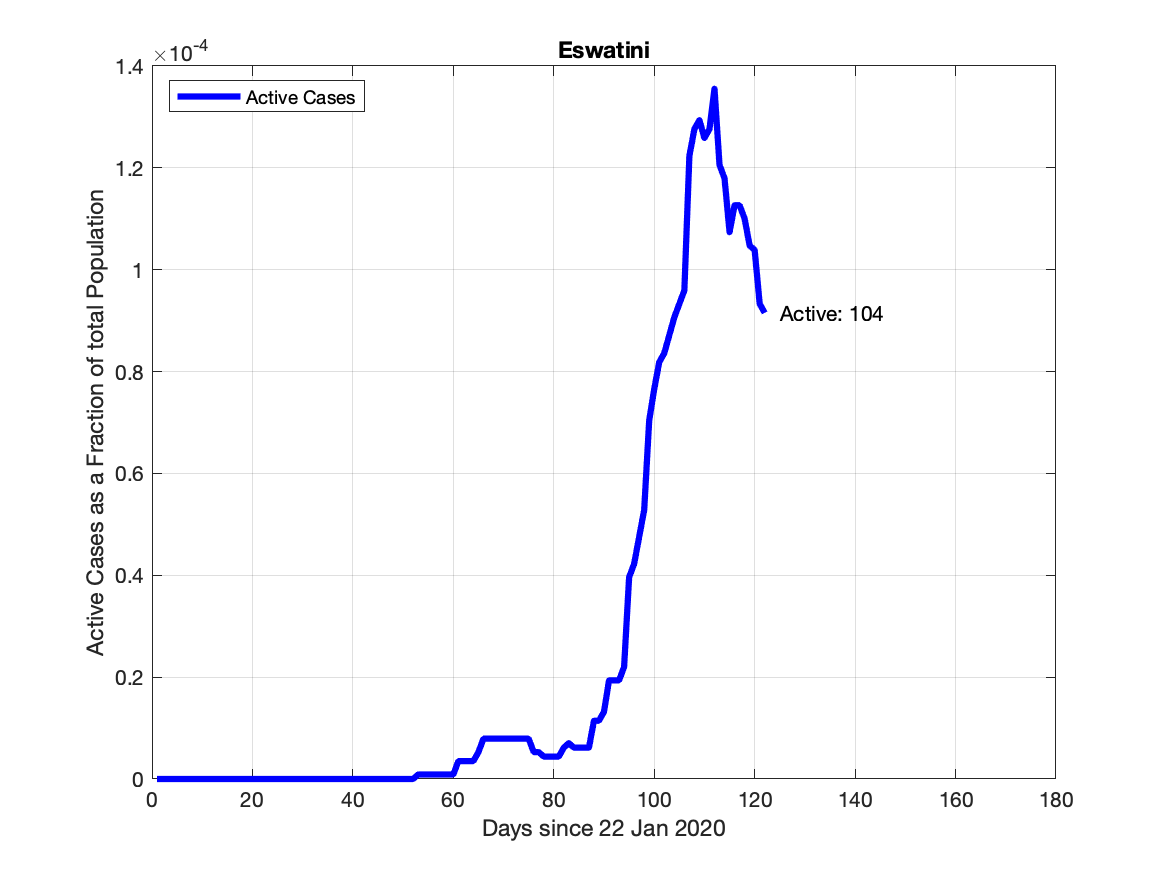 Eswatini
×10⁻⁴
Active Cases
1.4
1.2
1
0.8
0.6
0.4
0.2
0
Active Cases as a Fraction of total Population
Active: 104
0 20 40 60 80 100 120 140 160 180
Days since 22 Jan 2020